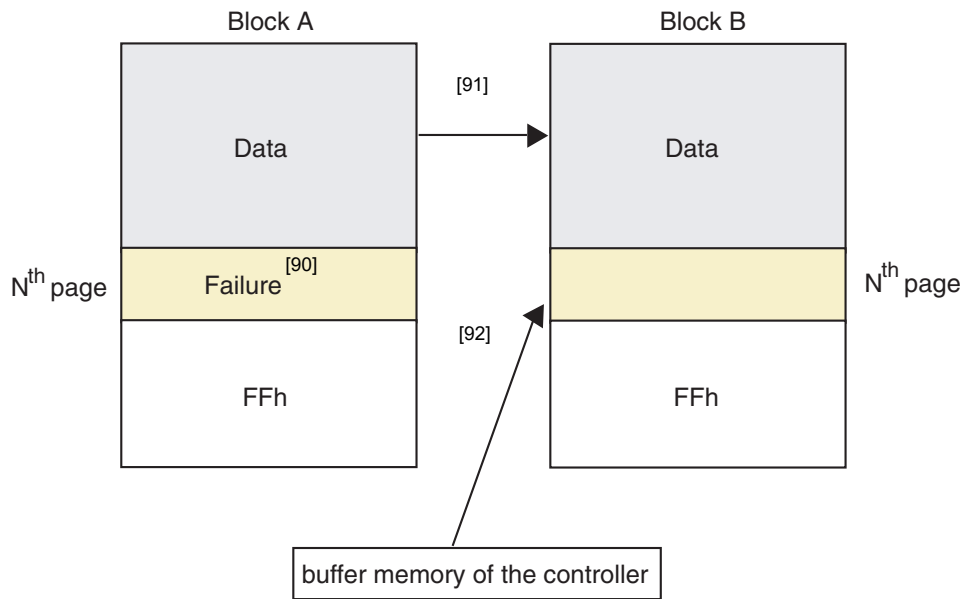 Block A
Block B
[91]
Data
Data
Nth page
Failure[90]
Nth page
[92]
FFh
FFh
buffer memory of the controller